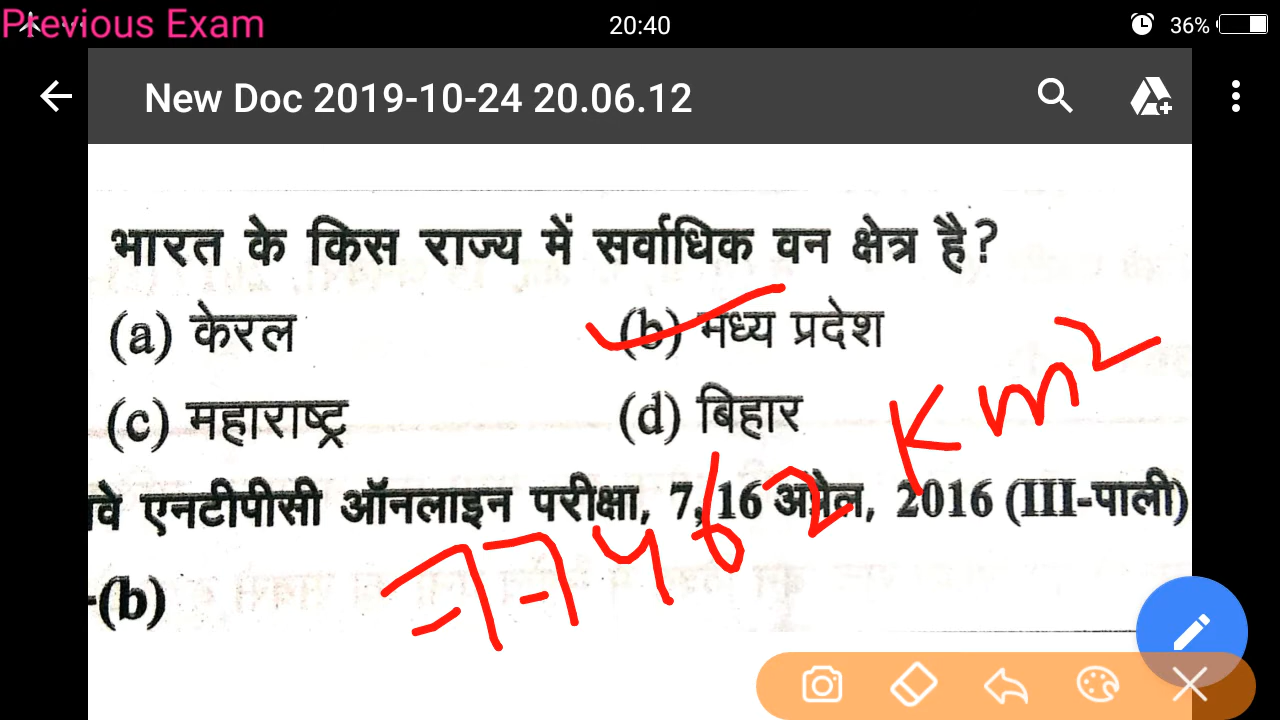 Previous Exam
20:40
36%
New Doc 2019-10-24 20.06.12
भारत के किस राज्य में सर्वाधिक वन क्षेत्र है?
(a) केरल (b) मध्य प्रदेश
(c) महाराष्ट्र (d) बिहार
वे एनटीपीसी ऑनलाइन परीक्षा, 7, 16 अप्रैल, 2016 (III-पाली)
-(b)
77462 Km²